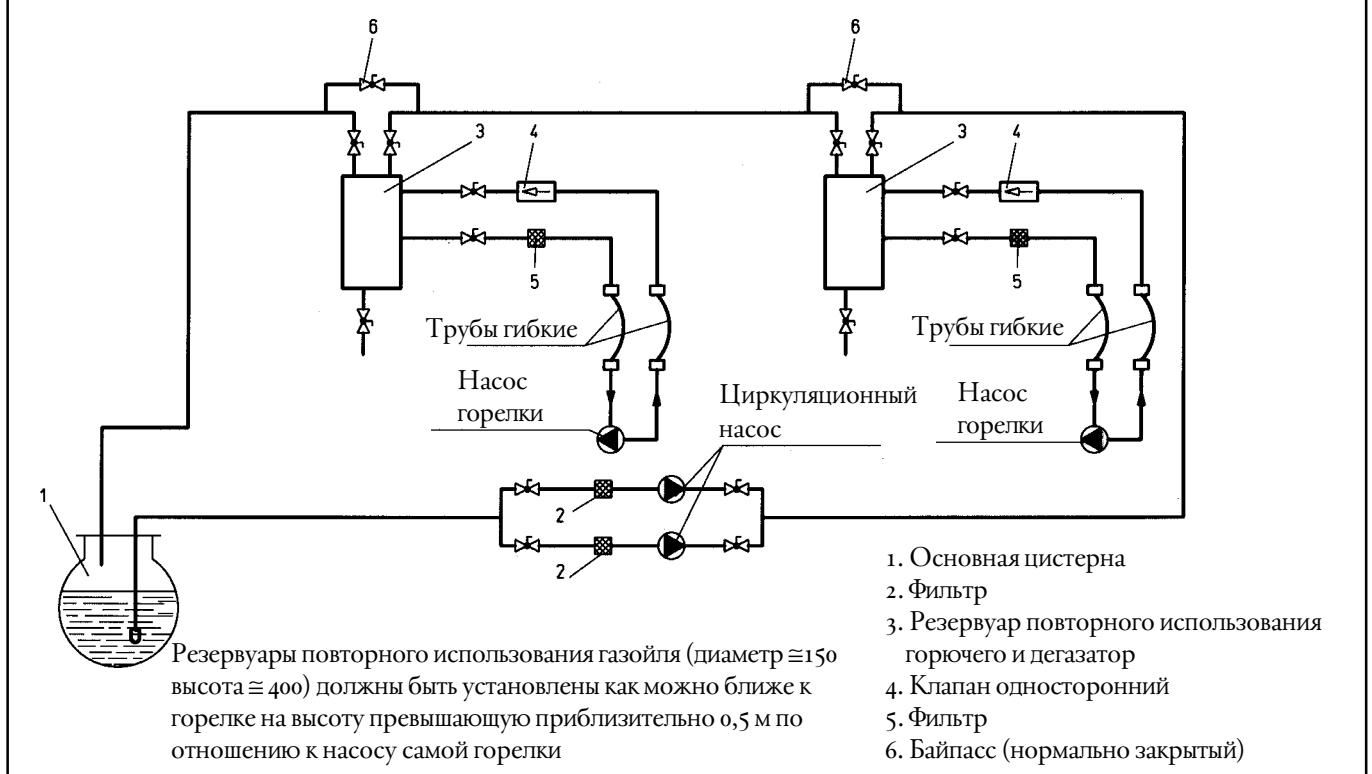 6
6
3
4
3
4
5
5
Трубы гибкие
Трубы гибкие
Насос
горелки
Циркуляционный
насос
Насос
горелки
1
2
2
1. Основная цистерна
2. Фильтр
3. Резервуар повторного использования
горючего и дегазатор
4. Клапан односторонний
5. Фильтр
6. Байпасс (нормально закрытый)
Резервуары повторного использования газойля (диаметр ≅150
высота ≅ 400) должны быть установлены как можно ближе к
горелке на высоту превышающую приблизительно 0,5 м по
отношению к насосу самой горелки